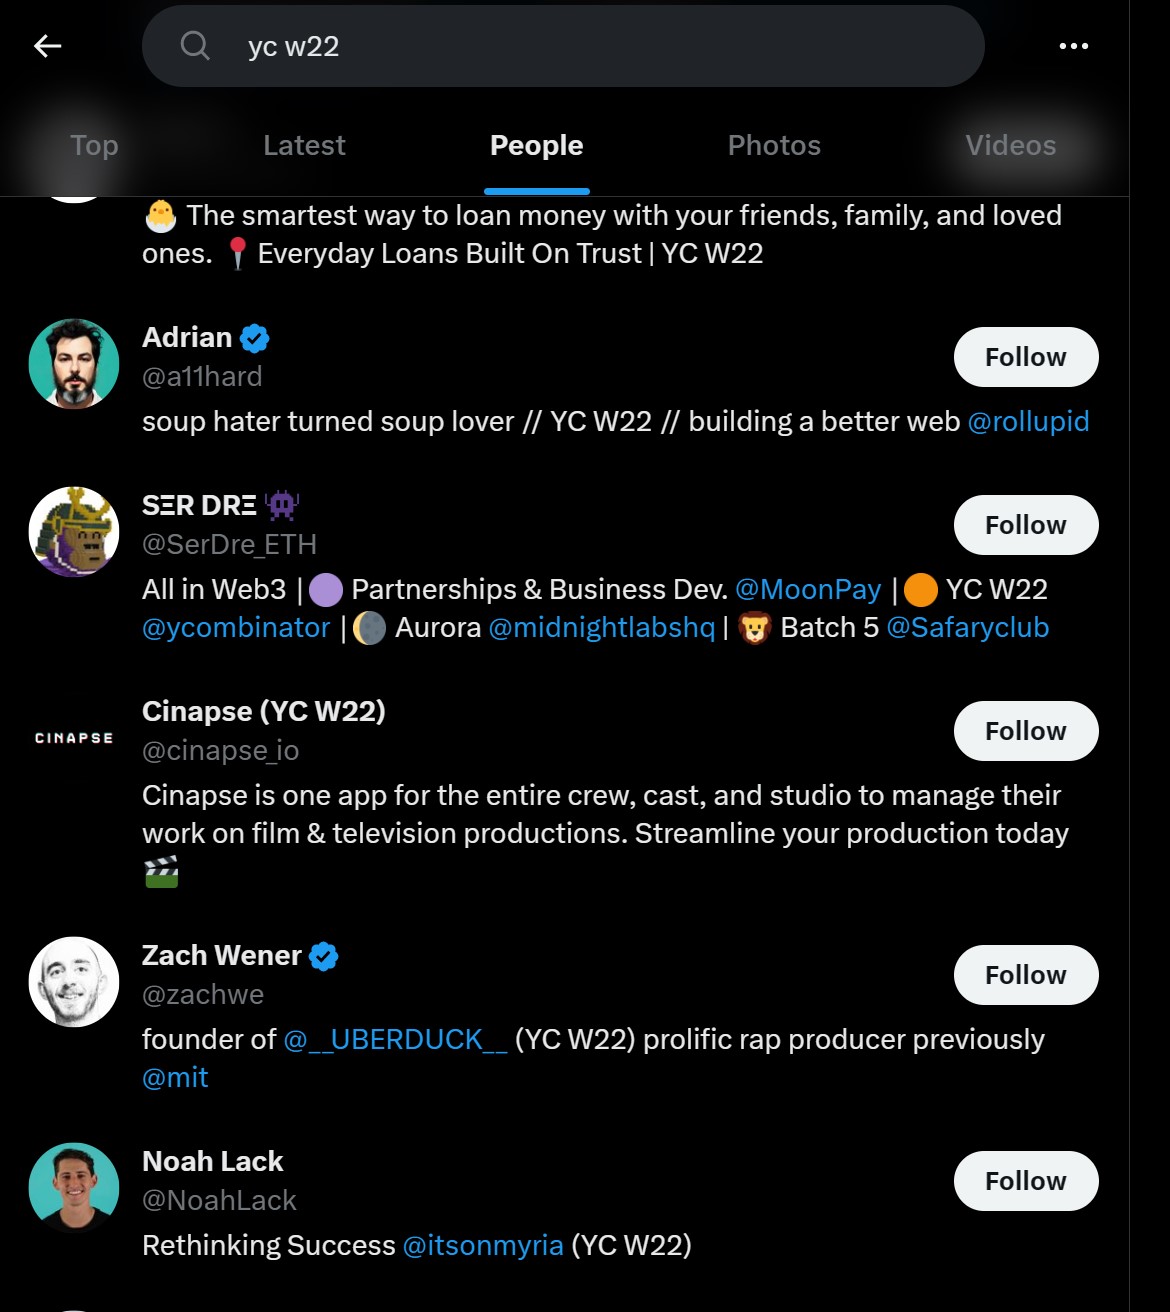 yc w22
Top Latest People Photos Videos
🐣 The smartest way to loan money with your friends, family, and loved
ones. 📍 Everyday Loans Built On Trust | YC W22
Adrian
Follow
@a11hard
soup hater turned soup lover // YC W22 // building a better web @rollupid
SΞR DRΞ 👾
Follow
@SerDre_ETH
All in Web3 |🟣 Partnerships & Business Dev. @MoonPay |🟠 YC W22
@ycombinator |🌖 Aurora @midnightlabshq | 🦁 Batch 5 @Safaryclub
CINAPSE
Cinapse (YC W22)
Follow
@cinapse_io
Cinapse is one app for the entire crew, cast, and studio to manage their
work on film & television productions. Streamline your production today
🎬
Zach Wener
Follow
@zachwe
founder of @__UBERDUCK__ (YC W22) prolific rap producer previously
@mit
Noah Lack
Follow
@NoahLack
Rethinking Success @itsonmyria (YC W22)